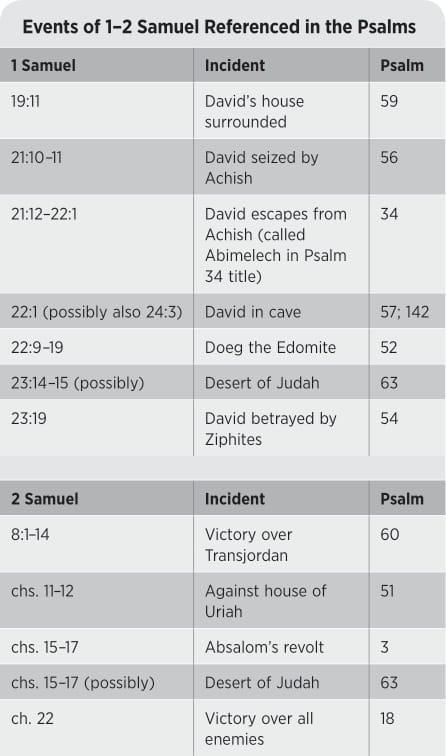 Events of 1–2 Samuel Referenced in the Psalms
1 Samuel Incident Psalm
19:11 David's house 59
surrounded
21:10–11 David seized by 56
Achish
21:12–22:1 David escapes from 34
Achish (called
Abimelech in Psalm
34 title)
22:1 (possibly also 24:3) David in cave 57; 142
22:9–19 Doeg the Edomite 52
23:14–15 (possibly) Desert of Judah 63
23:19 David betrayed by 54
Ziphites
2 Samuel Incident Psalm
8:1–14 Victory over 60
Transjordan
chs. 11–12 Against house of 51
Uriah
chs. 15–17 Absalom's revolt 3
chs. 15–17 (possibly) Desert of Judah 63
ch. 22 Victory over all 18
enemies